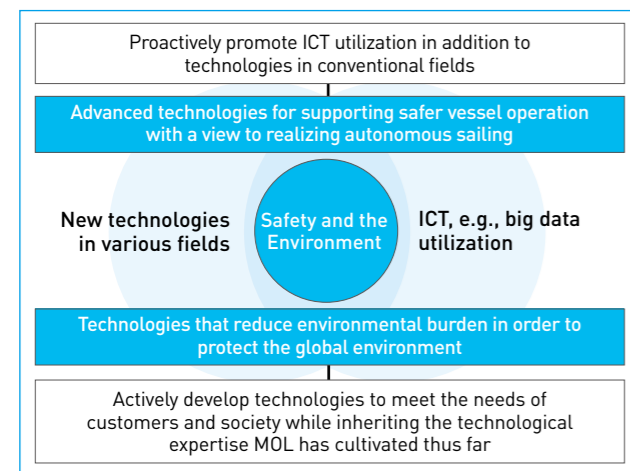 Proactively promote ICT utilization in addition to
technologies in conventional fields
Advanced technologies for supporting safer vessel operation
with a view to realizing autonomous sailing
New technologies
in various fields
Safety and the
Environment
ICT, e.g., big data
utilization
Technologies that reduce environmental burden in order to
protect the global environment
Actively develop technologies to meet the needs of
customers and society while inheriting the technological
expertise MOL has cultivated thus far